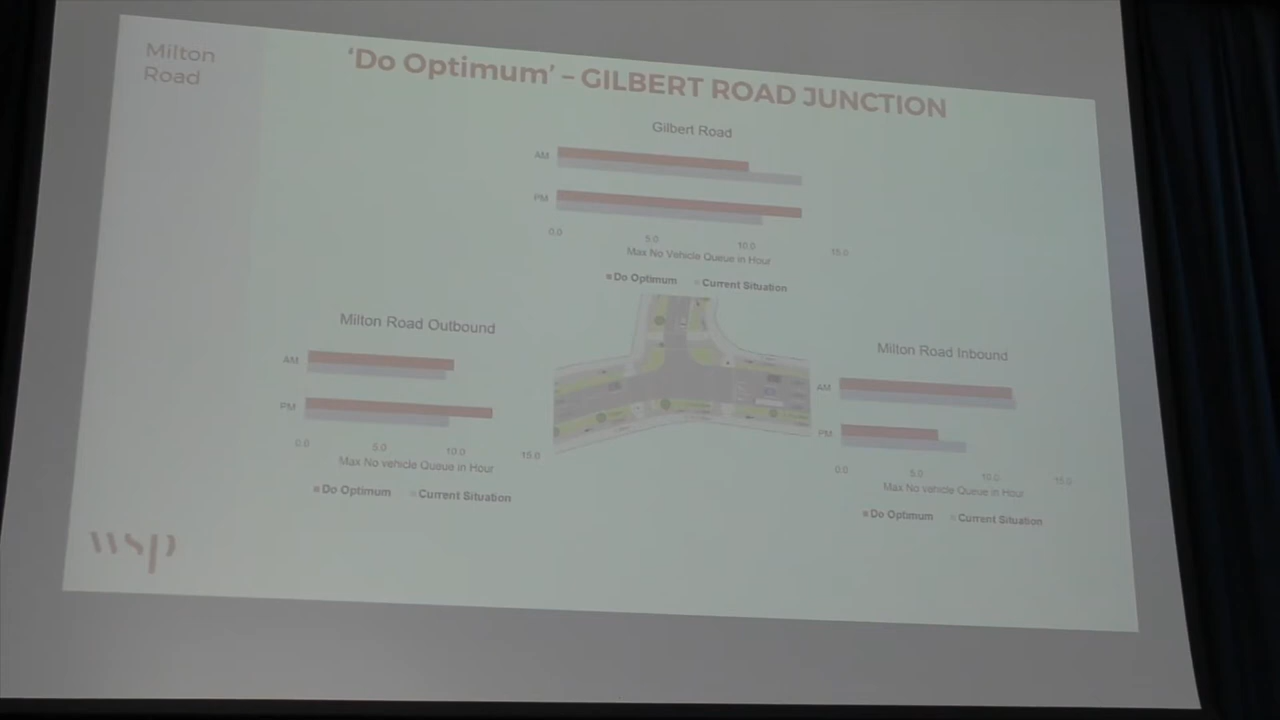 Milton
Road
‘Do Optimum’ – GILBERT ROAD JUNCTION
Gilbert Road
AM
PM
0.0 5.0 10.0 15.0
Max No Vehicle Queue in Hour
Do Optimum Current Situation
Milton Road Outbound
AM
PM
0.0 5.0 10.0 15.0
Max No vehicle Queue in Hour
Do Optimum Current Situation
Milton Road Inbound
AM
PM
0.0 5.0 10.0 15.0
Max No vehicle Queue in Hour
Do Optimum Current Situation
wsp